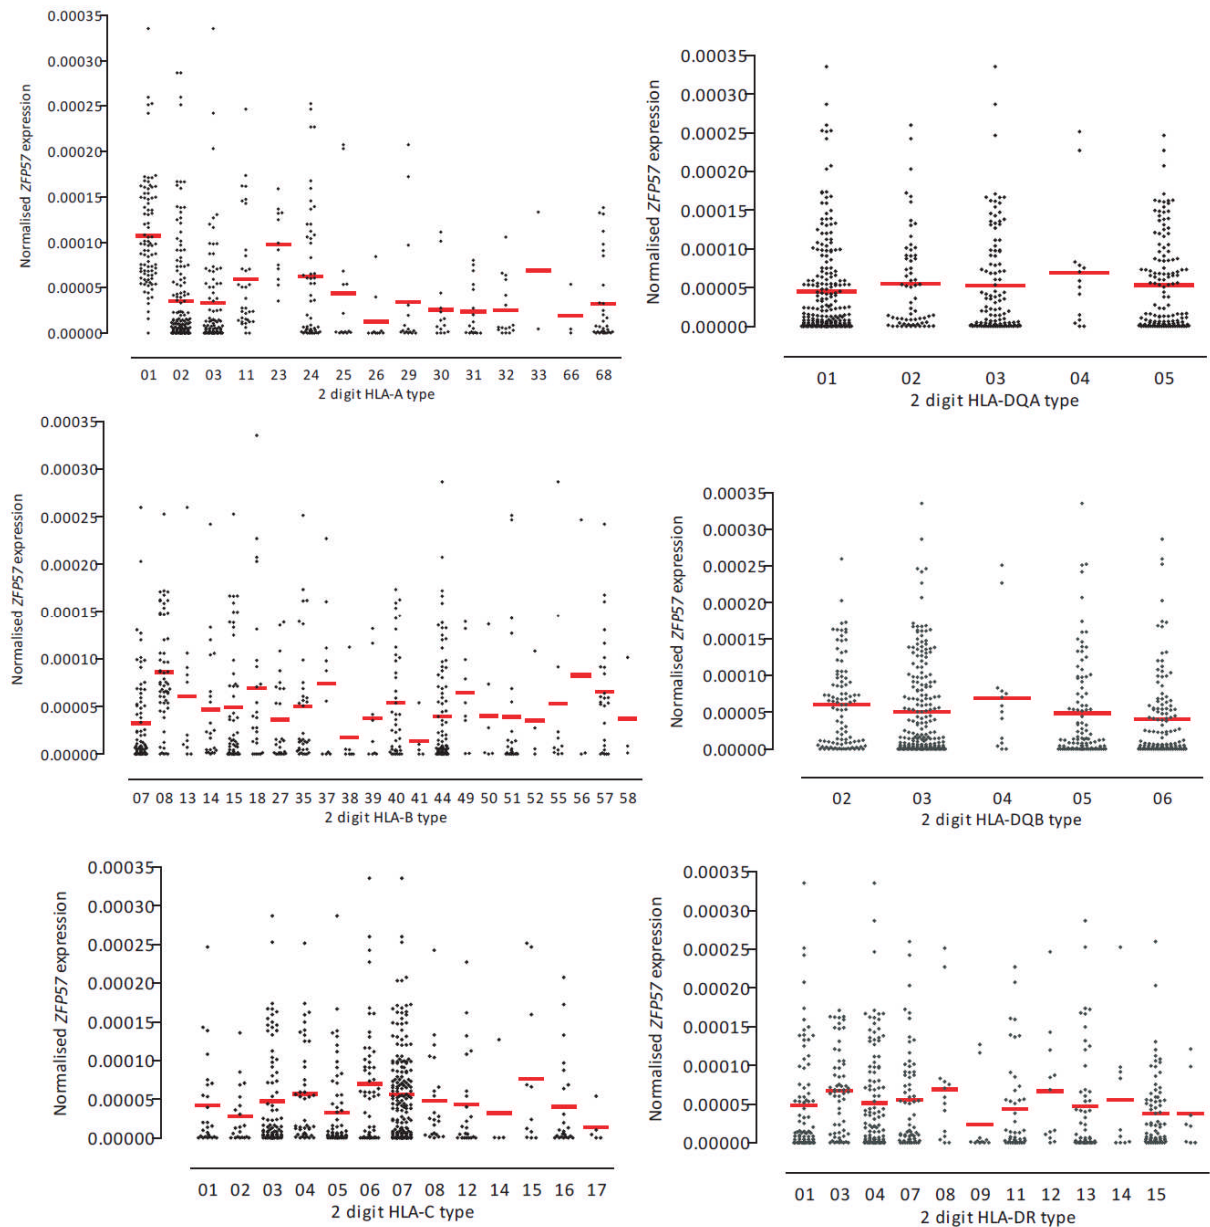 0.00035
0.00030
0.00025
0.00020
0.00015
0.00010
0.00005
0.00000
Normalised ZFP57 expression
01 02 03 11 23 24 25 26 29 30 31 32 33 66 68
2 digit HLA-A type
0.00035
0.00030
0.00025
0.00020
0.00015
0.00010
0.00005
0.00000
Normalised ZFP57 expression
01 02 03 04 05
2 digit HLA-DQA type
0.00035
0.00030
0.00025
0.00020
0.00015
0.00010
0.00005
0.00000
Normalised ZFP57 expression
07 08 13 14 15 18 27 35 37 38 39 40 41 44 49 50 51 52 55 56 57 58
2 digit HLA-B type
0.00035
0.00030
0.00025
0.00020
0.00015
0.00010
0.00005
0.00000
Normalised ZFP57 expression
02 03 04 05 06
2 digit HLA-DQB type
0.00035
0.00030
0.00025
0.00020
0.00015
0.00010
0.00005
0.00000
Normalised ZFP57 expression
01 02 03 04 05 06 07 08 12 14 15 16 17
2 digit HLA-C type
0.00035
0.00030
0.00025
0.00020
0.00015
0.00010
0.00005
0.00000
Normalised ZFP57 expression
01 03 04 07 08 09 11 12 13 14 15
2 digit HLA-DR type